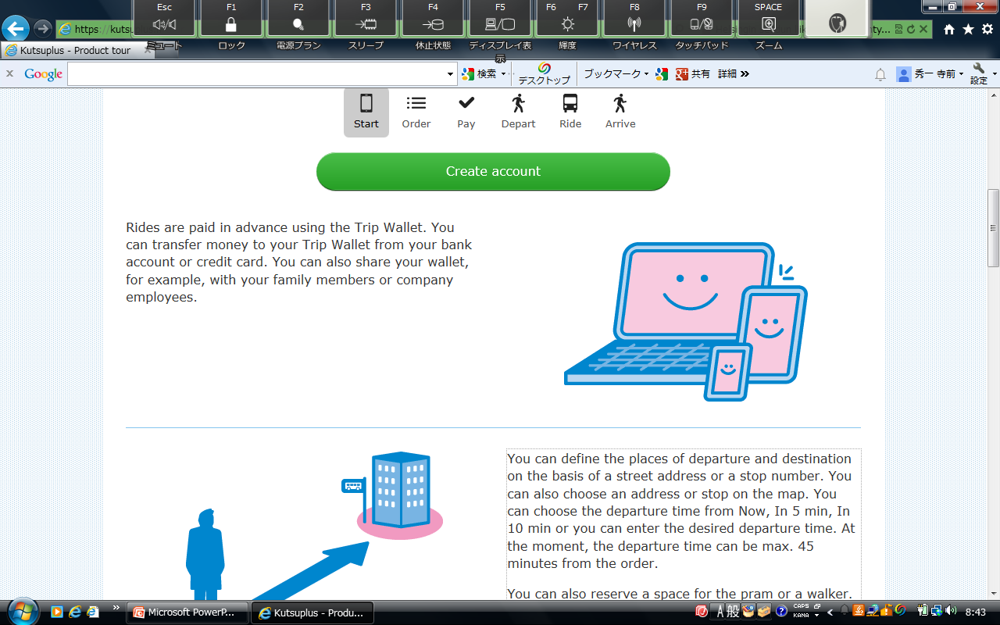 Esc
F1
F2
F3
F4
F5
F6
F7
F8
F9
SPACE
ミュート
ロック
電源プラン
スリープ
休止状態
ディスプレイ表示
輝度
ワイヤレス
タッチパッド
ズーム
https://kutsu
Kutsuplus - Product tour
Google
検索
デスクトップ
ブックマーク
共有
詳細
秀一 寺前
設定
Start
Order
Pay
Depart
Ride
Arrive
Create account
Rides are paid in advance using the Trip Wallet. You
can transfer money to your Trip Wallet from your bank
account or credit card. You can also share your wallet,
for example, with your family members or company
employees.
You can define the places of departure and destination
on the basis of a street address or a stop number. You
can also choose an address or stop on the map. You
can choose the departure time from Now, In 5 min, In
10 min or you can enter the desired departure time. At
the moment, the departure time can be max. 45
minutes from the order.
You can also reserve a space for the pram or a walker.
Microsoft PowerP...
Kutsuplus - Produ...
A 般
CAPS
KANA
8:43